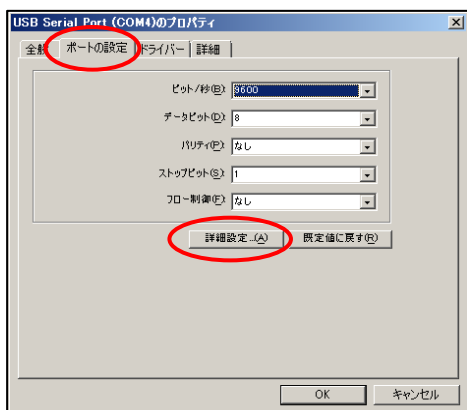 USB Serial Port (COM4)のプロパティ
全般 ポートの設定 ドライバー 詳細
ビット/秒(B): 9600
データビット(D): 8
パリティ(P): なし
ストップビット(S): 1
フロー制御(F): なし
詳細設定...(A) 既定値に戻す(R)
OK キャンセル